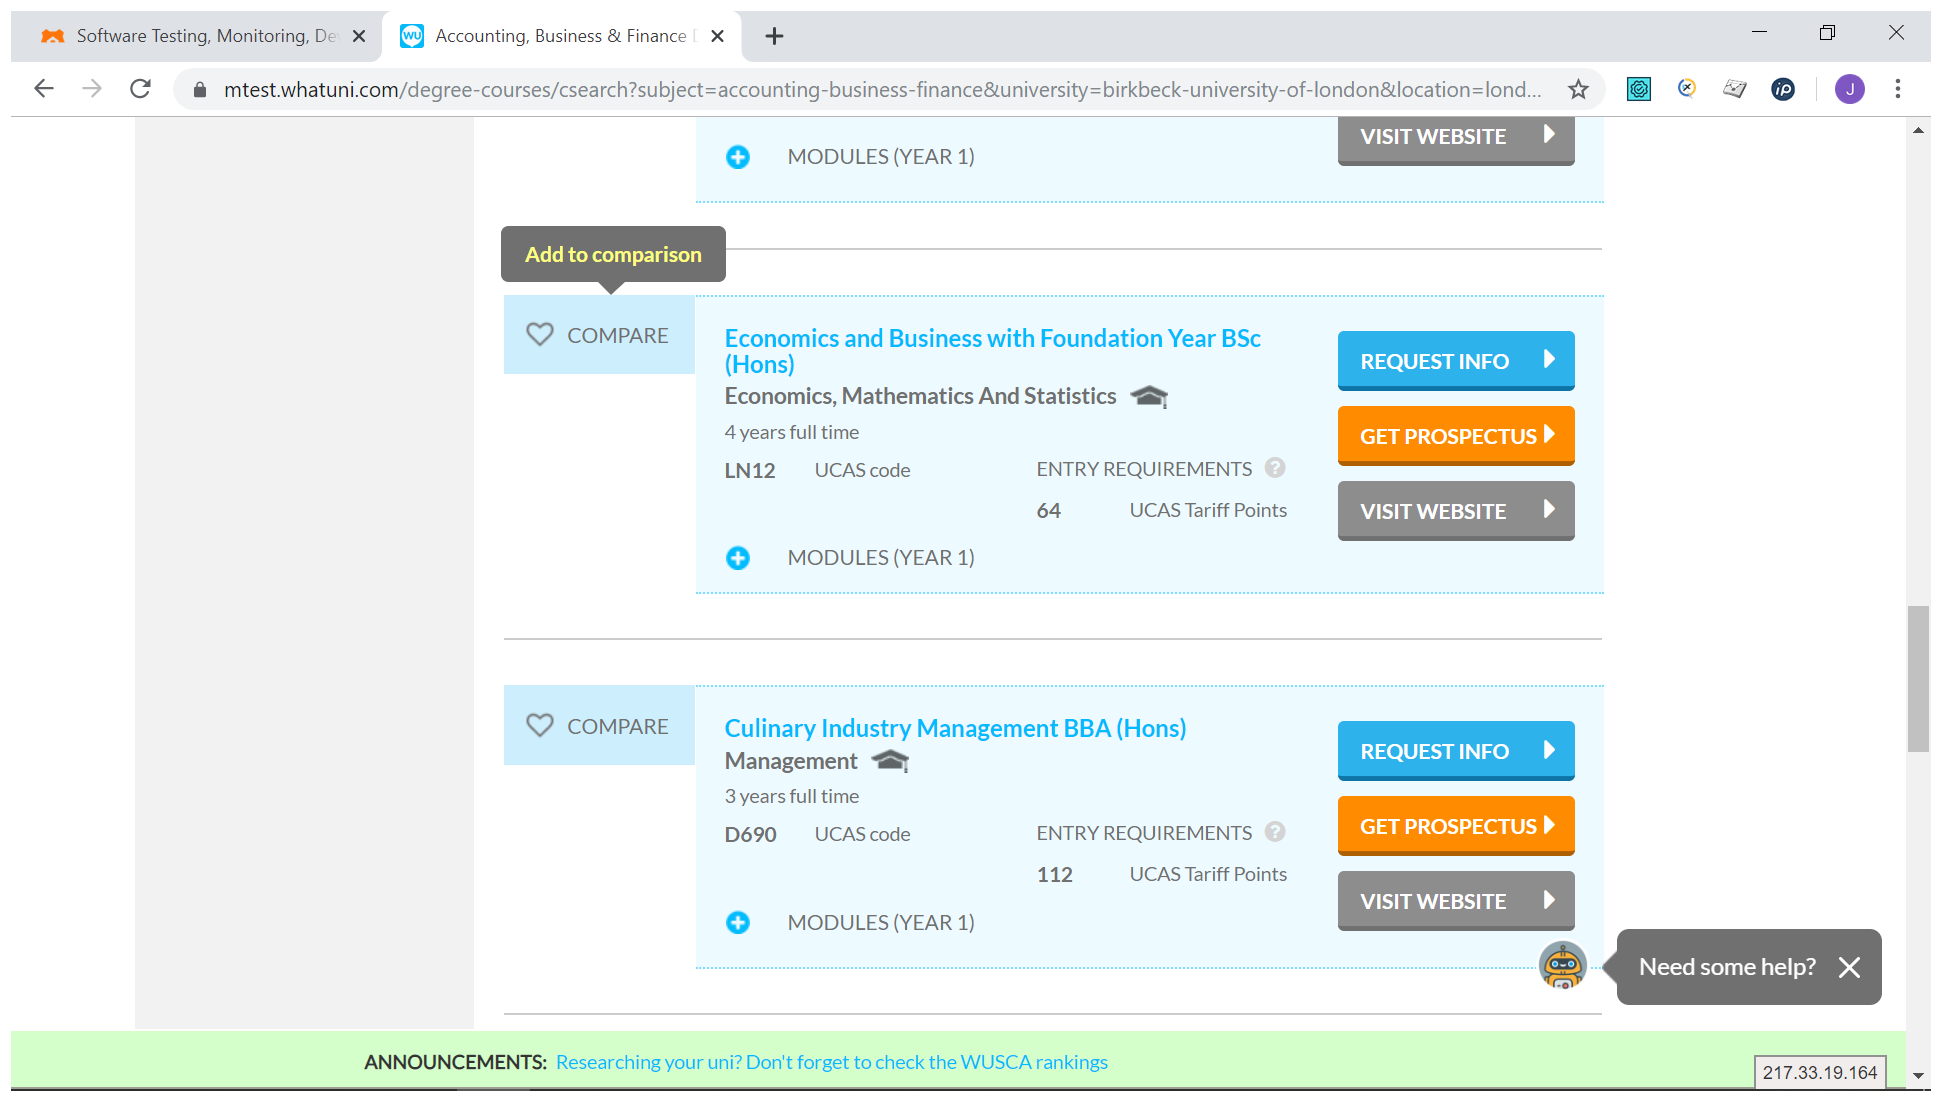 Software Testing, Monitoring, De
Accounting, Business & Finance
mtest.whatuni.com/degree-courses/csearch?subject=accounting-business-finance&university=birkbeck-university-of-london&location=lond...
WU
ip
J
VISIT WEBSITE
MODULES (YEAR 1)
Add to comparison
COMPARE
Economics and Business with Foundation Year BSc
(Hons)
Economics, Mathematics And Statistics
4 years full time
LN12 UCAS code
ENTRY REQUIREMENTS ?
64 UCAS Tariff Points
MODULES (YEAR 1)
REQUEST INFO
GET PROSPECTUS
VISIT WEBSITE
COMPARE
Culinary Industry Management BBA (Hons)
Management
3 years full time
D690 UCAS code
ENTRY REQUIREMENTS ?
112 UCAS Tariff Points
MODULES (YEAR 1)
REQUEST INFO
GET PROSPECTUS
VISIT WEBSITE
Need some help?
ANNOUNCEMENTS: Researching your uni? Don't forget to check the WUSCA rankings
217.33.19.164